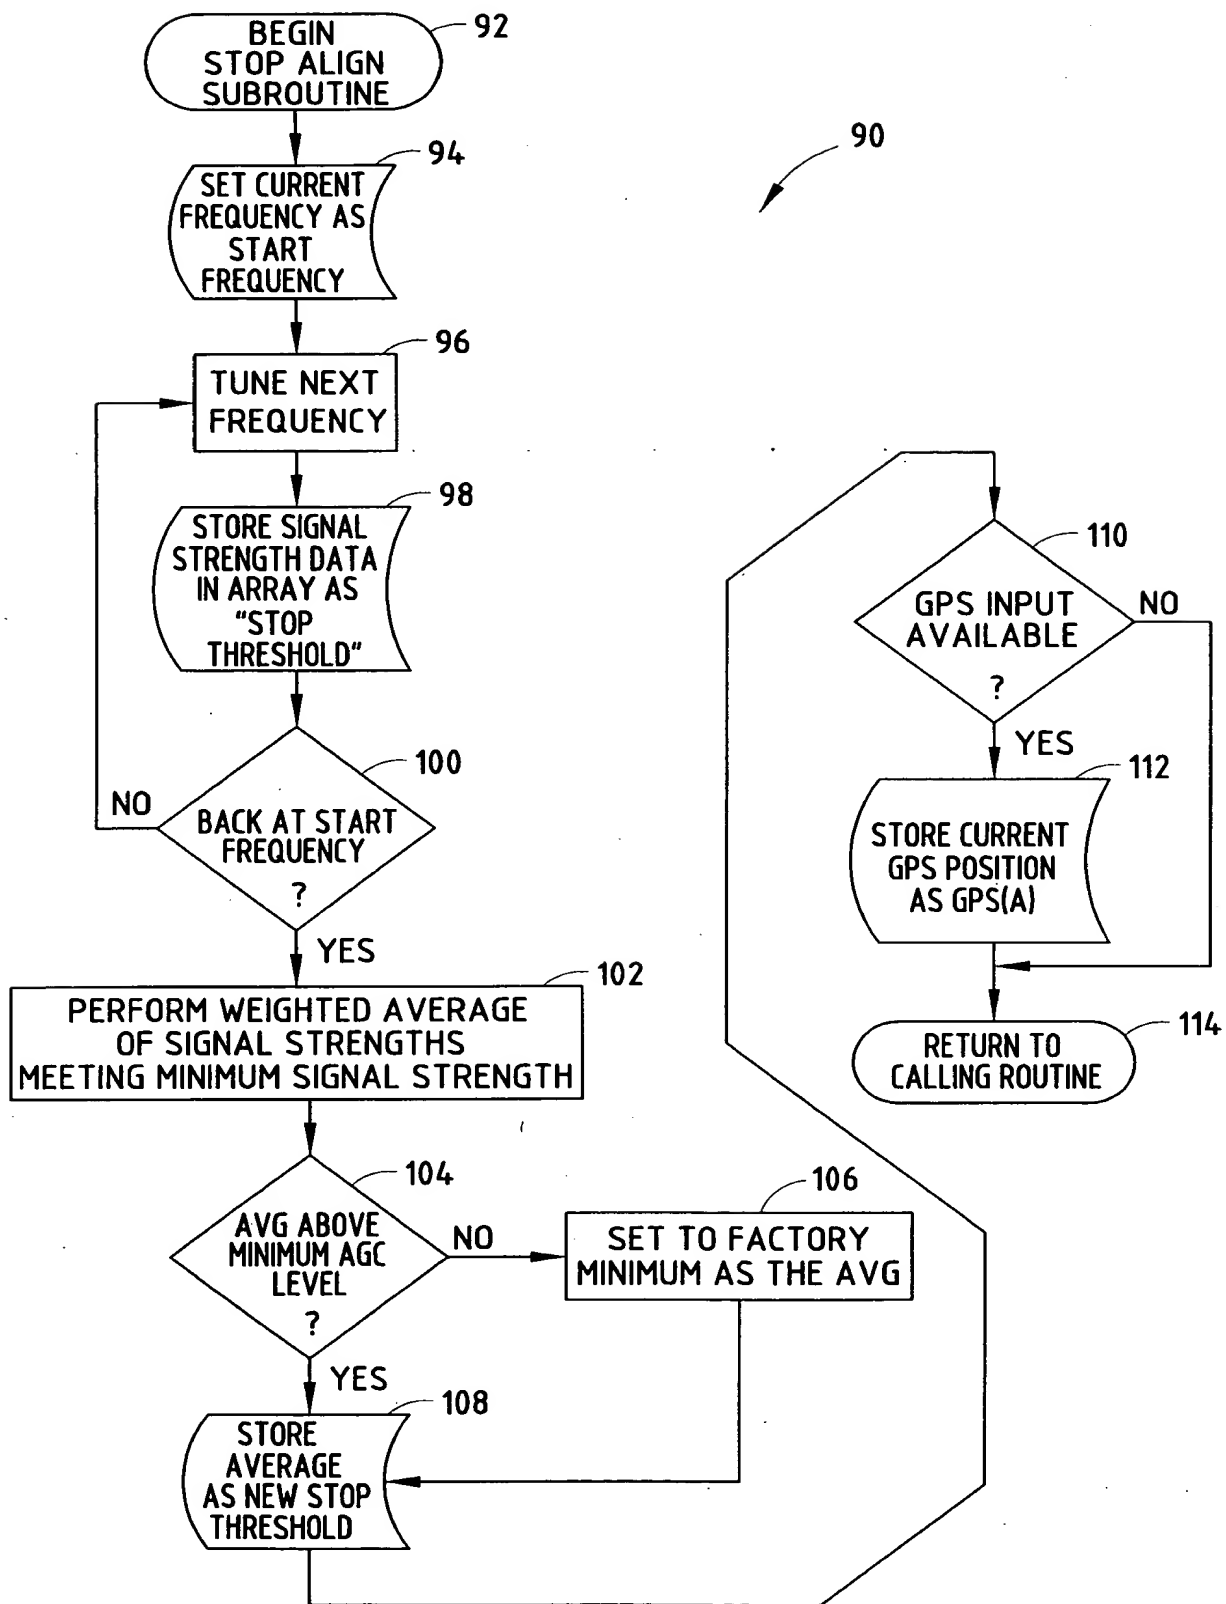 BEGIN
STOP ALIGN
SUBROUTINE
92
94
SET CURRENT
FREQUENCY AS
START
FREQUENCY
90
96
TUNE NEXT
FREQUENCY
98
STORE SIGNAL
STRENGTH DATA
IN ARRAY AS
"STOP
THRESHOLD"
100
NO
BACK AT START
FREQUENCY
?
YES
102
PERFORM WEIGHTED AVERAGE
OF SIGNAL STRENGTHS
MEETING MINIMUM SIGNAL STRENGTH
104
AVG ABOVE
MINIMUM AGC
LEVEL
?
NO
106
SET TO FACTORY
MINIMUM AS THE AVG
YES
108
STORE
AVERAGE
AS NEW STOP
THRESHOLD
110
GPS INPUT
AVAILABLE
?
NO
YES
112
STORE CURRENT
GPS POSITION
AS GPS(A)
114
RETURN TO
CALLING ROUTINE